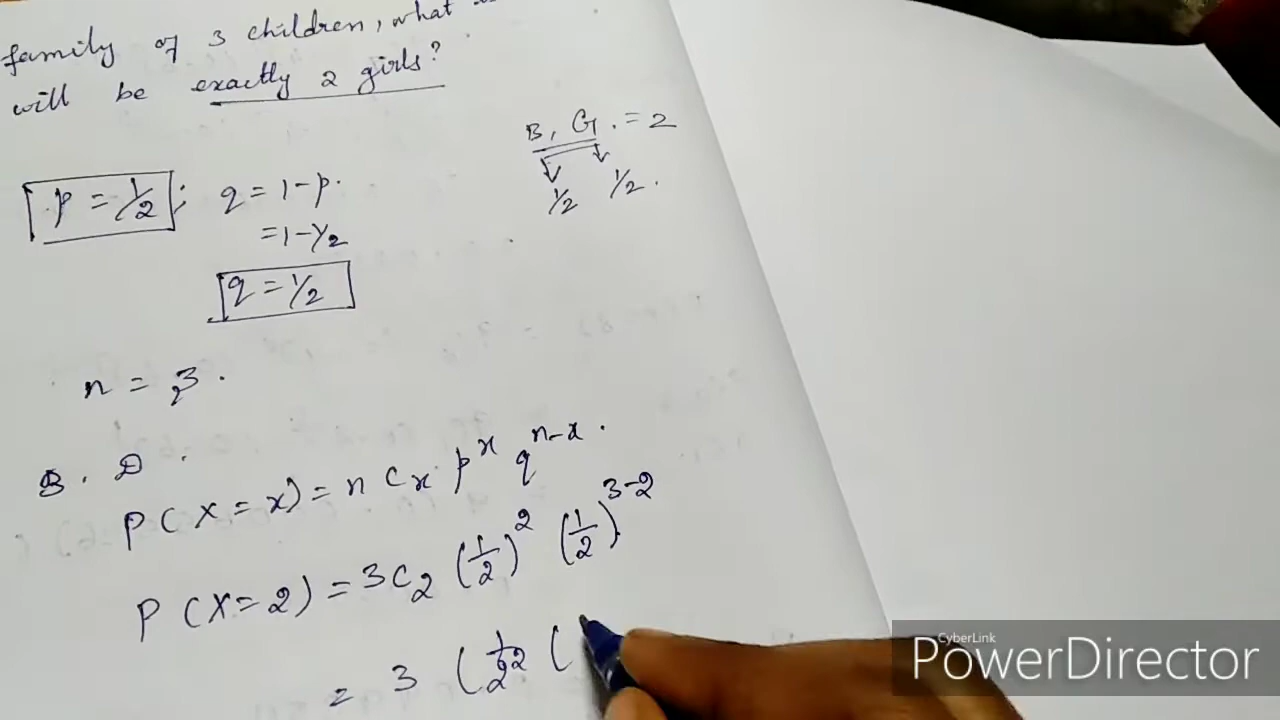 family of 3 children, what
will be exactly 2 girls?
B, G. = 2
1/2 1/2.
p = 1/2; q = 1-p.
= 1-1/2
q = 1/2
n = 3.
B. D.
P(X = x) = n C_x p^x q^{n-x}.
P(X=2) = 3C_2 (1/2)^2 (1/2)^{3-2}
= 3 (1/2 2 (
CyberLink
PowerDirector